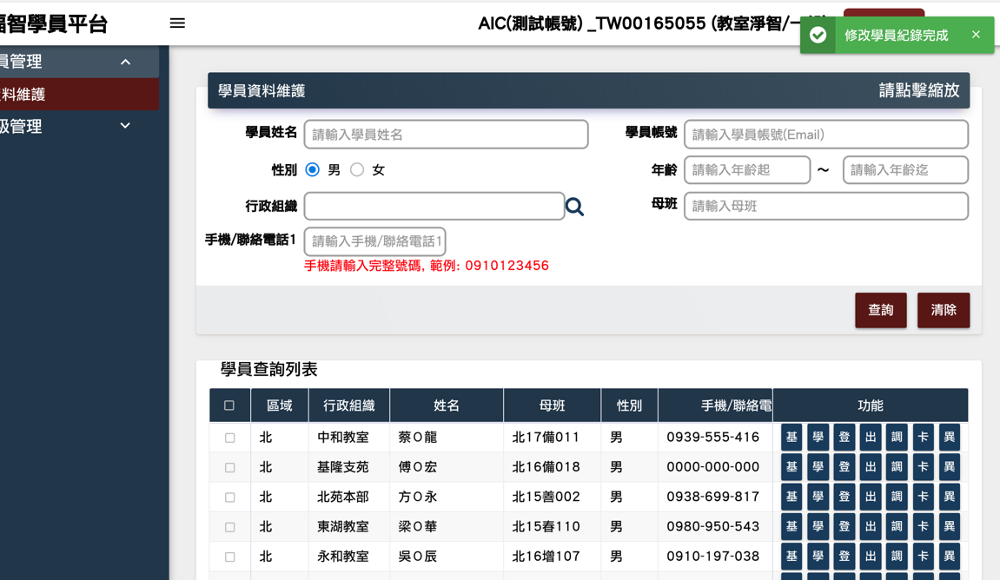 福智學員平台
AIC(測試帳號) _TW00165055 (教室淨智/一
修改學員紀錄完成 ×
員管理
資料維護
級管理
學員資料維護 請點擊縮放
學員姓名 請輸入學員姓名 學員帳號 請輸入學員帳號(Email)
性別 男 女 年齡 請輸入年齡起 ~ 請輸入年齡迄
行政組織 母班 請輸入母班
手機/聯絡電話1 請輸入手機/聯絡電話1
手機請輸入完整號碼, 範例: 0910123456
查詢 清除
學員查詢列表
區域 行政組織 姓名 母班 性別 手機/聯絡電 功能
北 中和教室 蔡O龍 北17備011 男 0939-555-416 基 學 登 出 調 卡 異
北 基隆支苑 傅O宏 北16備018 男 0000-000-000 基 學 登 出 調 卡 異
北 北苑本部 方O永 北15善002 男 0938-699-817 基 學 登 出 調 卡 異
北 東湖教室 梁O華 北15春110 男 0980-950-543 基 學 登 出 調 卡 異
北 永和教室 吳O辰 北16增107 男 0910-197-038 基 學 登 出 調 卡 異